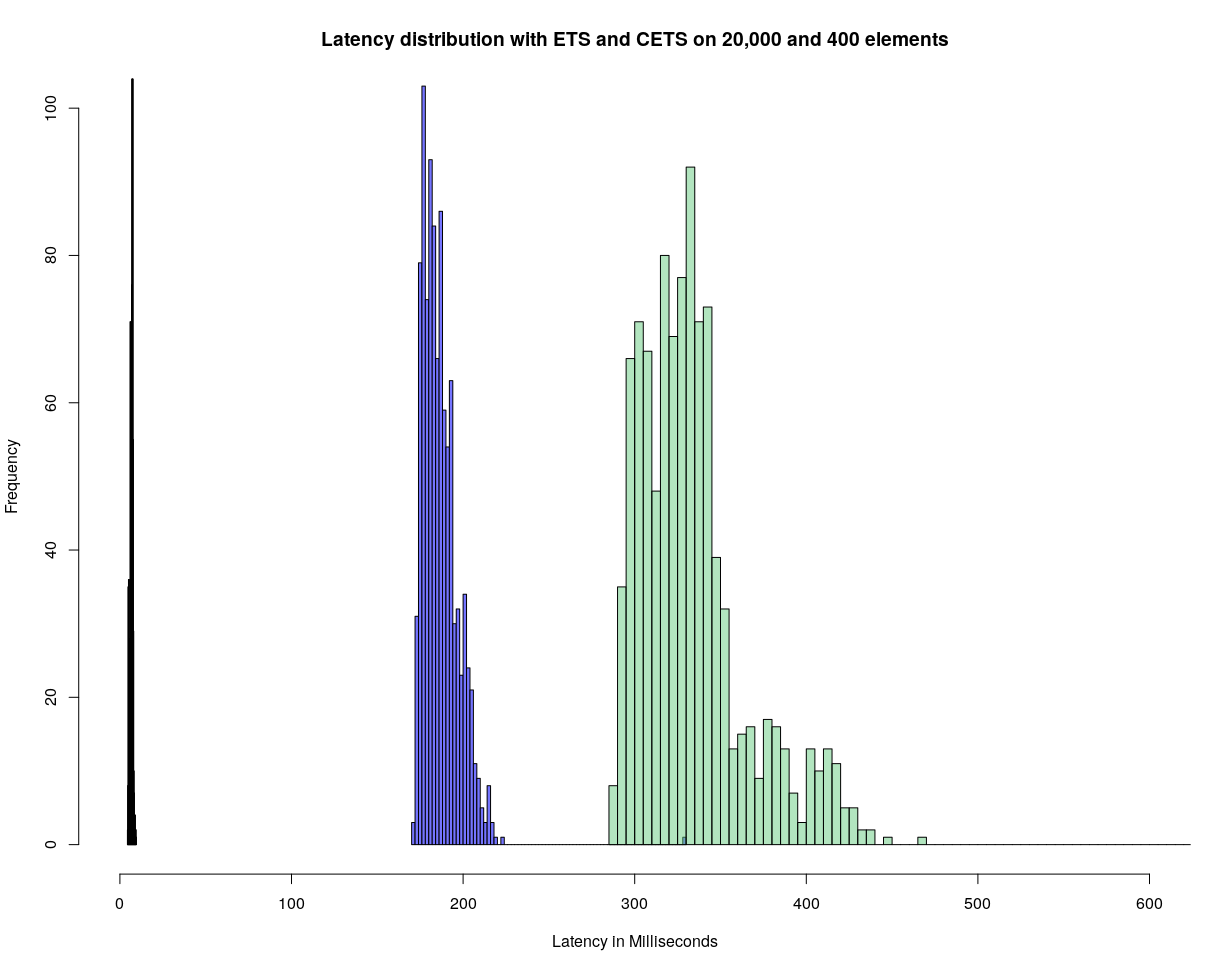 Latency distribution with ETS and CETS on 20,000 and 400 elements
Frequency
100
80
60
40
20
0
0 100 200 300 400 500 600
Latency in Milliseconds